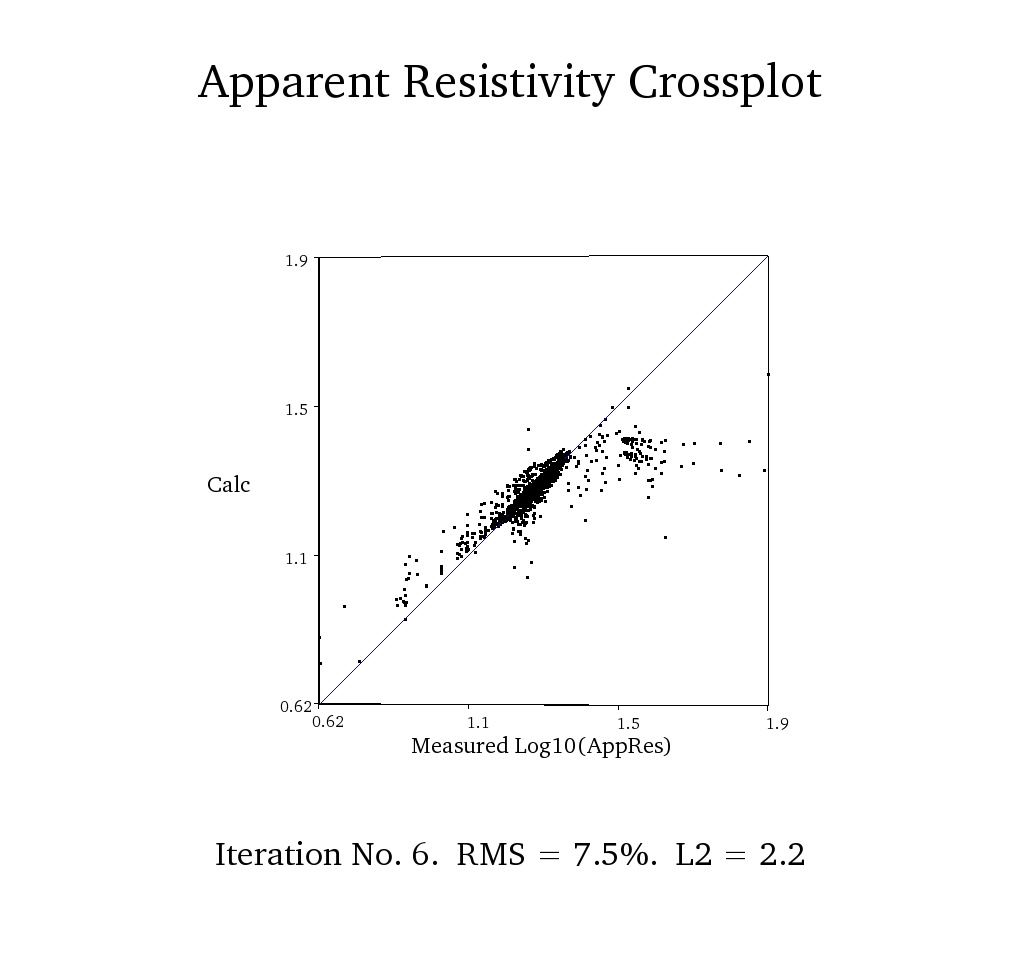 Apparent Resistivity Crossplot
1.9
1.5
Calc
1.1
0.62
0.62 1.1 1.5 1.9
Measured Log10(AppRes)
Iteration No. 6. RMS = 7.5%. L2 = 2.2